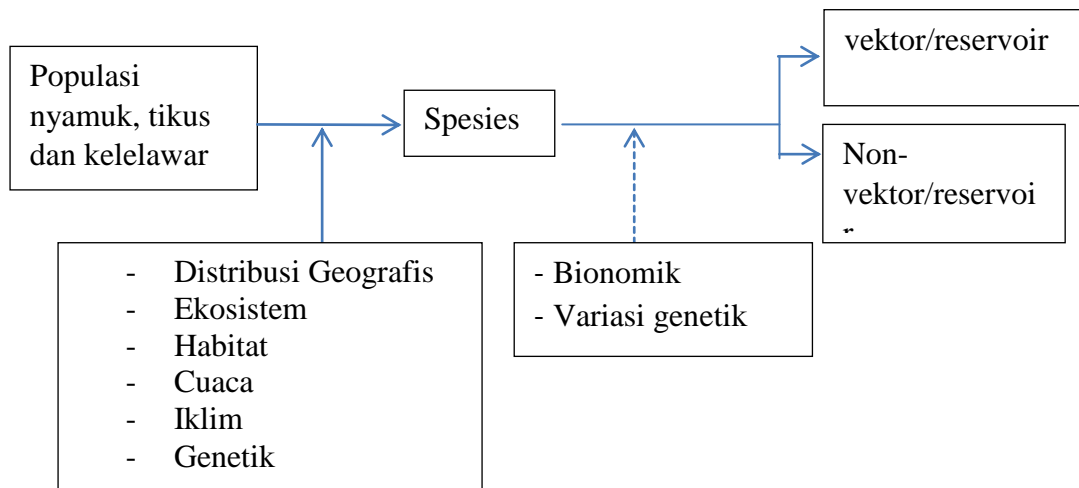 Populasi
nyamuk, tikus
dan kelelawar
Spesies
vektor/reservoir
Non-
vektor/reservoi
r
- Distribusi Geografis
- Ekosistem
- Habitat
- Cuaca
- Iklim
- Genetik
- Bionomik
- Variasi genetik